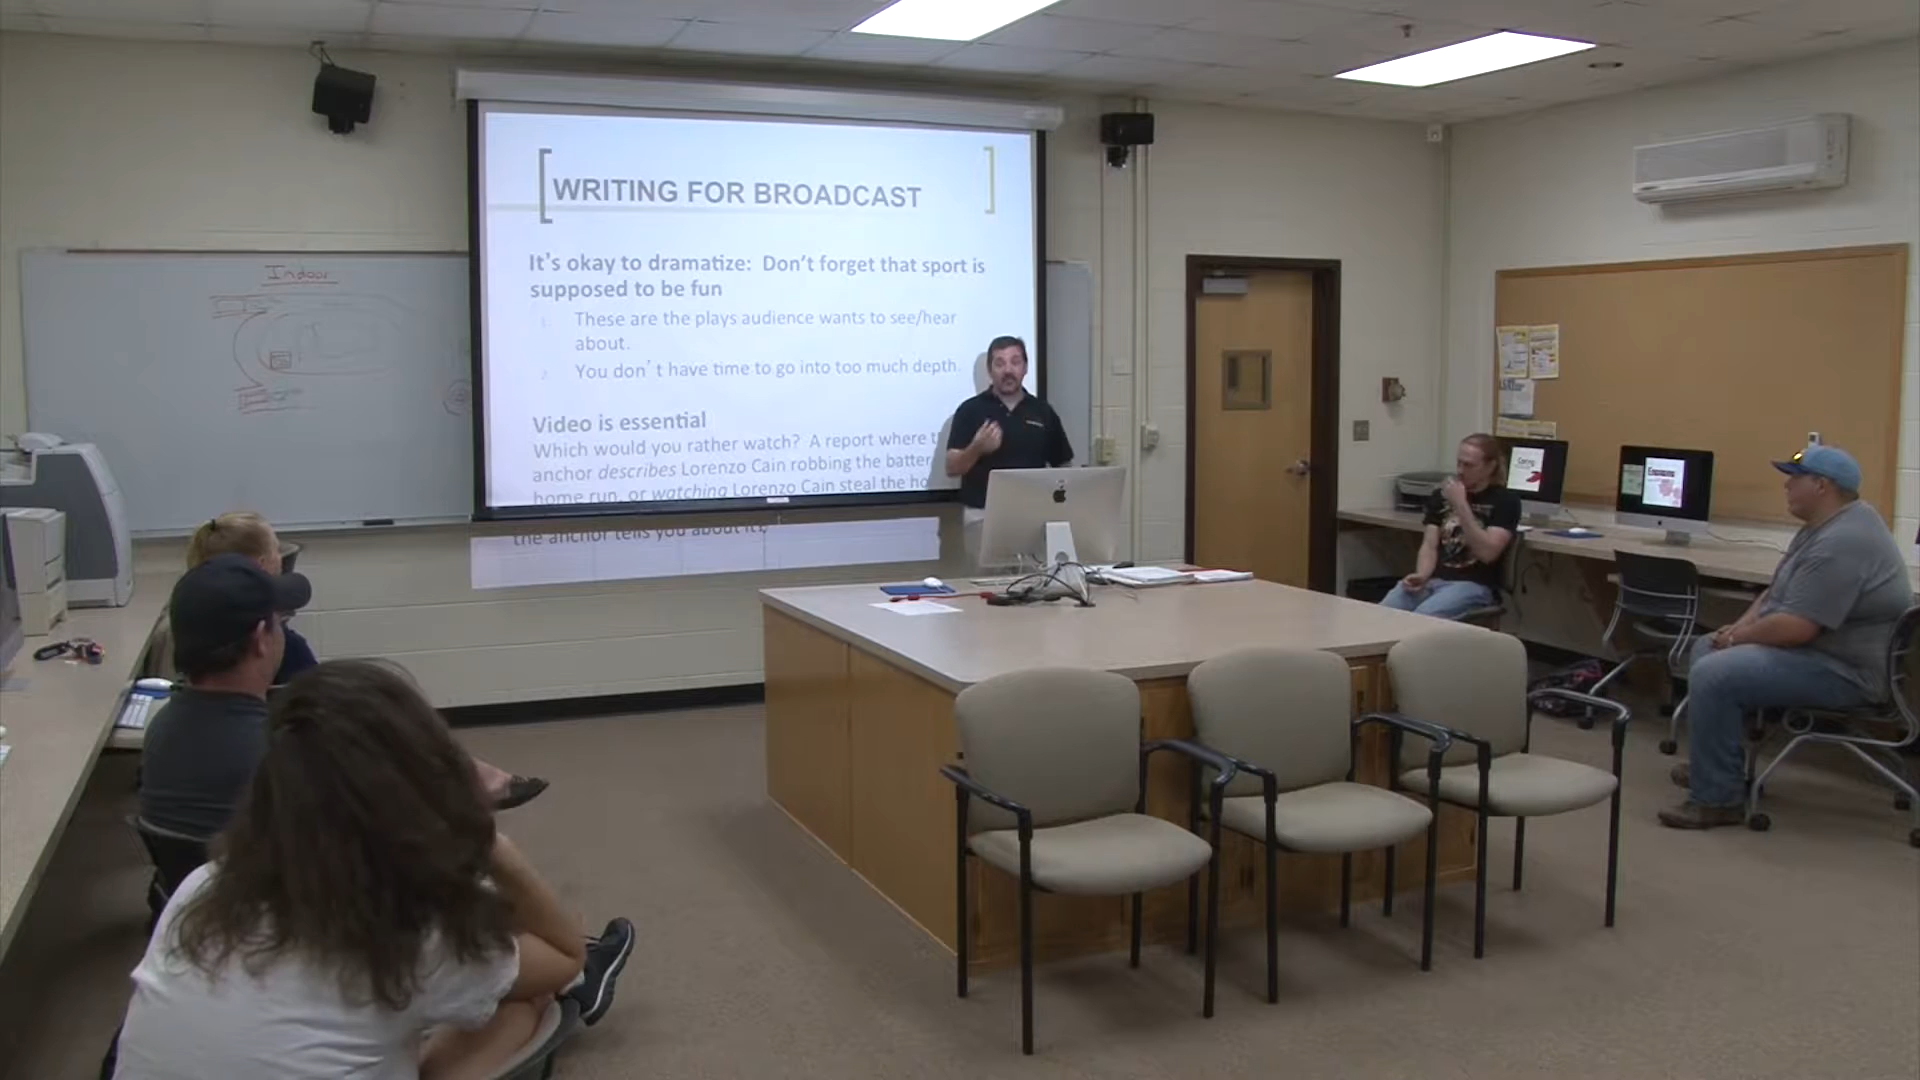 Indoor
WRITING FOR BROADCAST
It's okay to dramatize: Don't forget that sport is
supposed to be fun
1. These are the plays audience wants to see/hear
about.
2. You don't have time to go into too much depth.
Video is essential
Which would you rather watch? A report where
anchor describes Lorenzo Cain robbing the batter
home run, or watching Lorenzo Cain steal the
the anchor tells you about it?